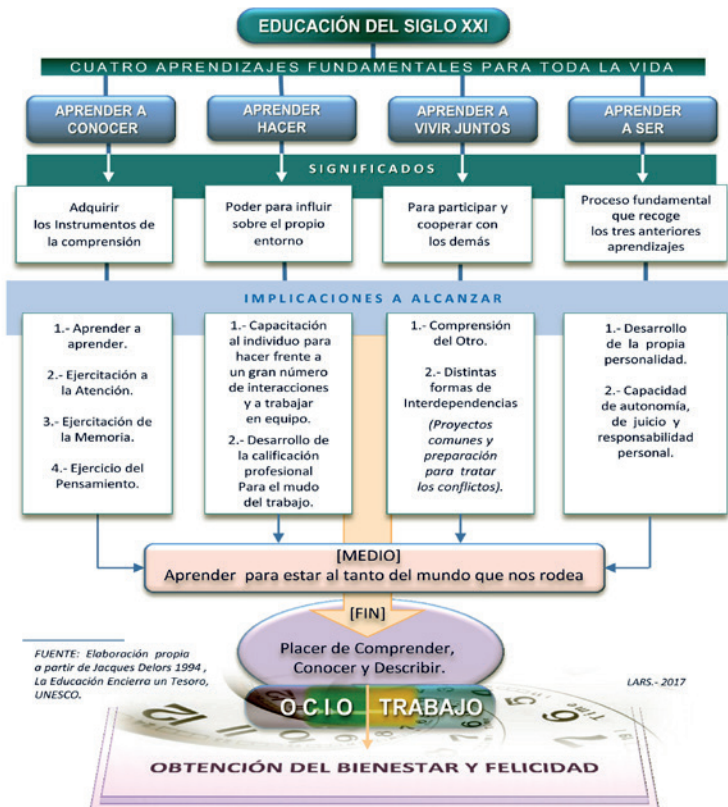 EDUCACIÓN DEL SIGLO XXI
CUATRO APRENDIZAJES FUNDAMENTALES PARA TODA LA VIDA
APRENDER A
CONOCER
APRENDER
HACER
APRENDER A
VIVIR JUNTOS
APRENDER
A SER
SIGNIFICADOS
Adquirir
los Instrumentos de
la comprensión
Poder para influir
sobre el propio
entorno
Para participar y
cooperar con
los demás
Proceso fundamental
que recoge
los tres anteriores
aprendizajes
IMPLICACIONES A ALCANZAR
1.- Aprender a
aprender.
2.- Ejercitación a
la Atención.
3.- Ejercitación de
la Memoria.
4.- Ejercicio del
Pensamiento.
1.- Capacitación
al individuo para
hacer frente a
un gran número
de interacciones
y a trabajar
en equipo.
2.- Desarrollo de
la calificación
profesional
Para el mudo
del trabajo.
1.- Comprensión
del Otro.
2.- Distintas
formas de
Interdependencias
(Proyectos
comunes y
preparación
para tratar
los conflictos).
1.- Desarrollo
de la propia
personalidad.
2.- Capacidad
de autonomía,
de juicio y
responsabilidad
personal.
[MEDIO]
Aprender para estar al tanto del mundo que nos rodea
[FIN]
Placer de Comprender,
Conocer y Describir.
FUENTE: Elaboración propia
a partir de Jacques Delors 1994 ,
La Educación Encierra un Tesoro,
UNESCO.
LARS.- 2017
OCIO TRABAJO
12 11 10 9 6 Time
OBTENCIÓN DEL BIENESTAR Y FELICIDAD